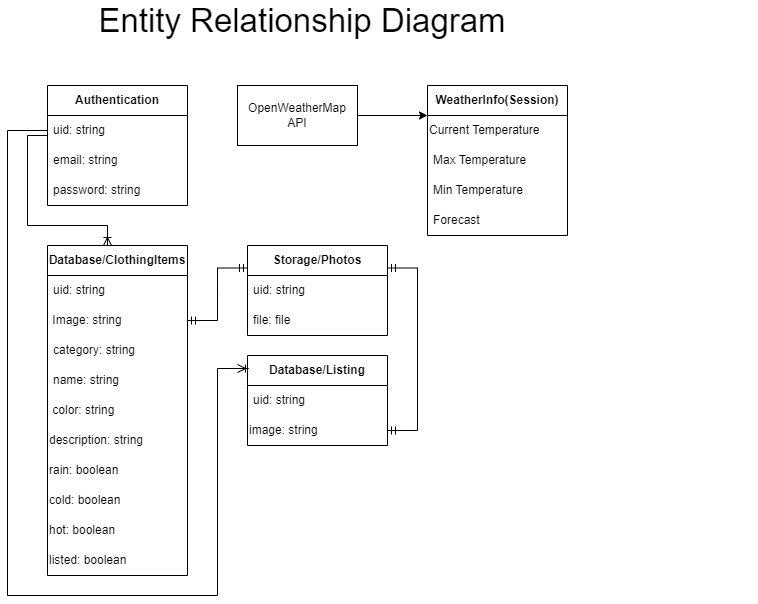 Entity Relationship Diagram
Authentication
uid: string
email: string
password: string
OpenWeatherMap
API
WeatherInfo(Session)
Current Temperature
Max Temperature
Min Temperature
Forecast
Database/ClothingItems
uid: string
Image: string
category: string
name: string
color: string
description: string
rain: boolean
cold: boolean
hot: boolean
listed: boolean
Storage/Photos
uid: string
file: file
Database/Listing
uid: string
image: string